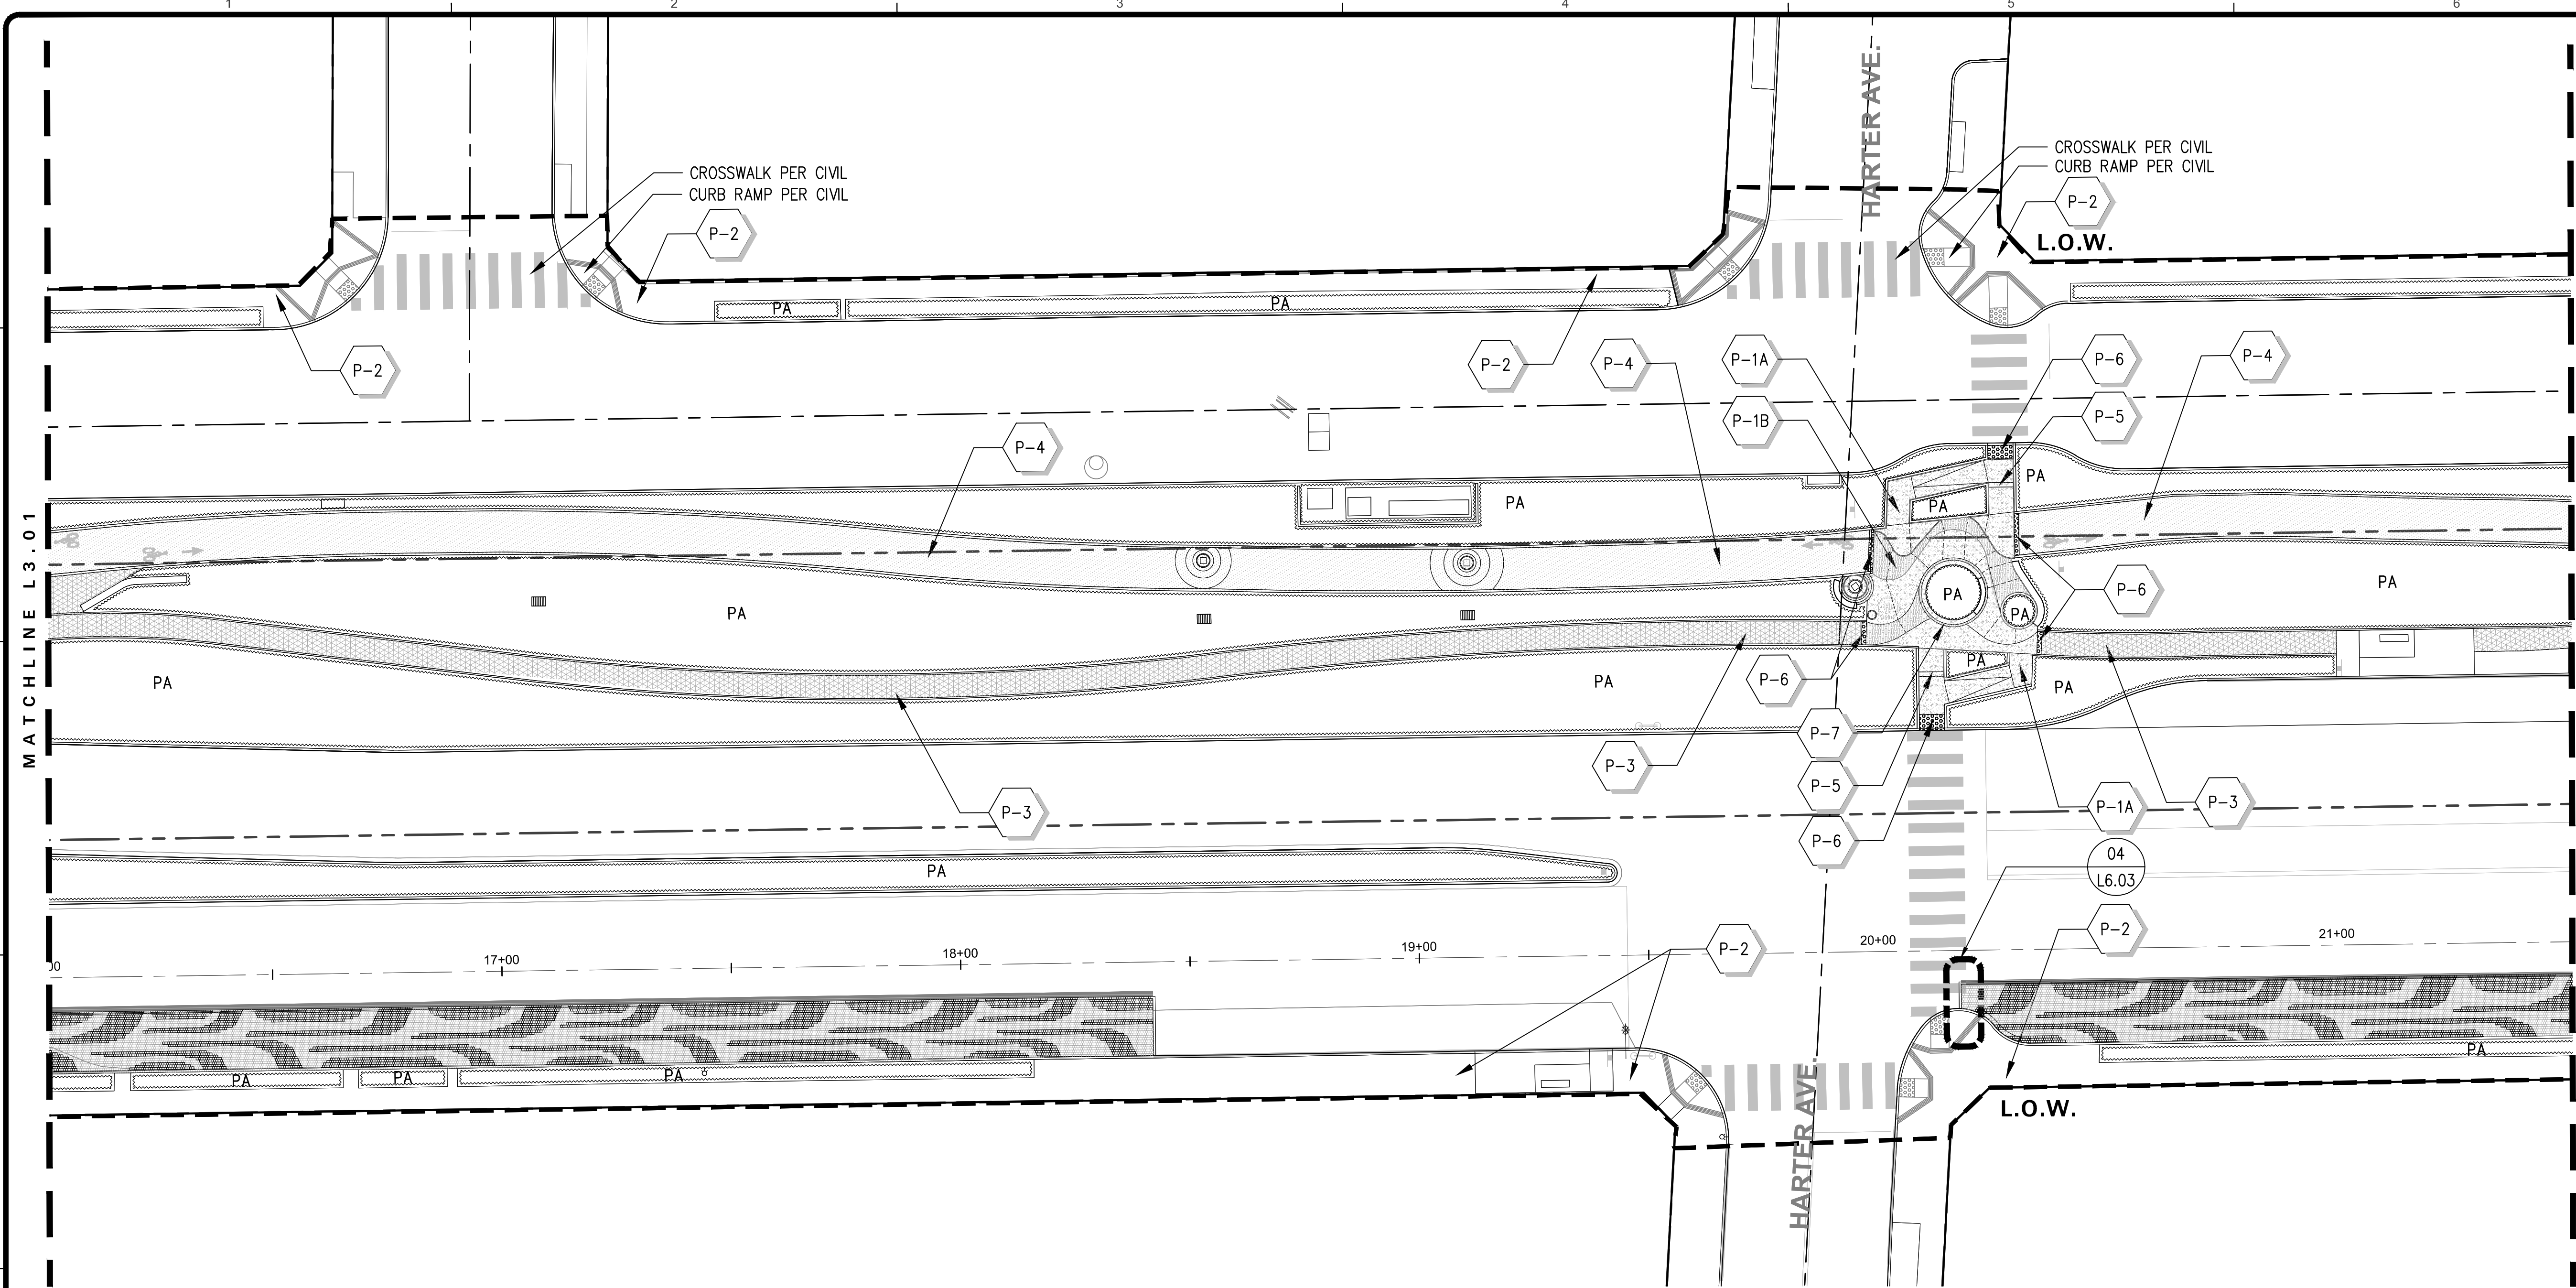 1 2 3 4 5 6
HARTER AVE.
CROSSWALK PER CIVIL
CURB RAMP PER CIVIL
P-2
CROSSWALK PER CIVIL
CURB RAMP PER CIVIL
P-2
L.O.W.
PA
PA
P-2
P-2
P-4
P-1A
P-6
P-4
P-1B
P-5
P-4
PA
PA
PA
MATCHLINE L3.01
PA
PA
PA
PA
P-6
PA
PA
PA
PA
PA
P-6
P-7
P-3
P-5
P-1A
P-3
P-3
P-6
04
L6.03
PA
P-2
P-2
00
17+00
18+00
19+00
20+00
21+00
PA
PA
PA
PA
L.O.W.
HARTER AVE.